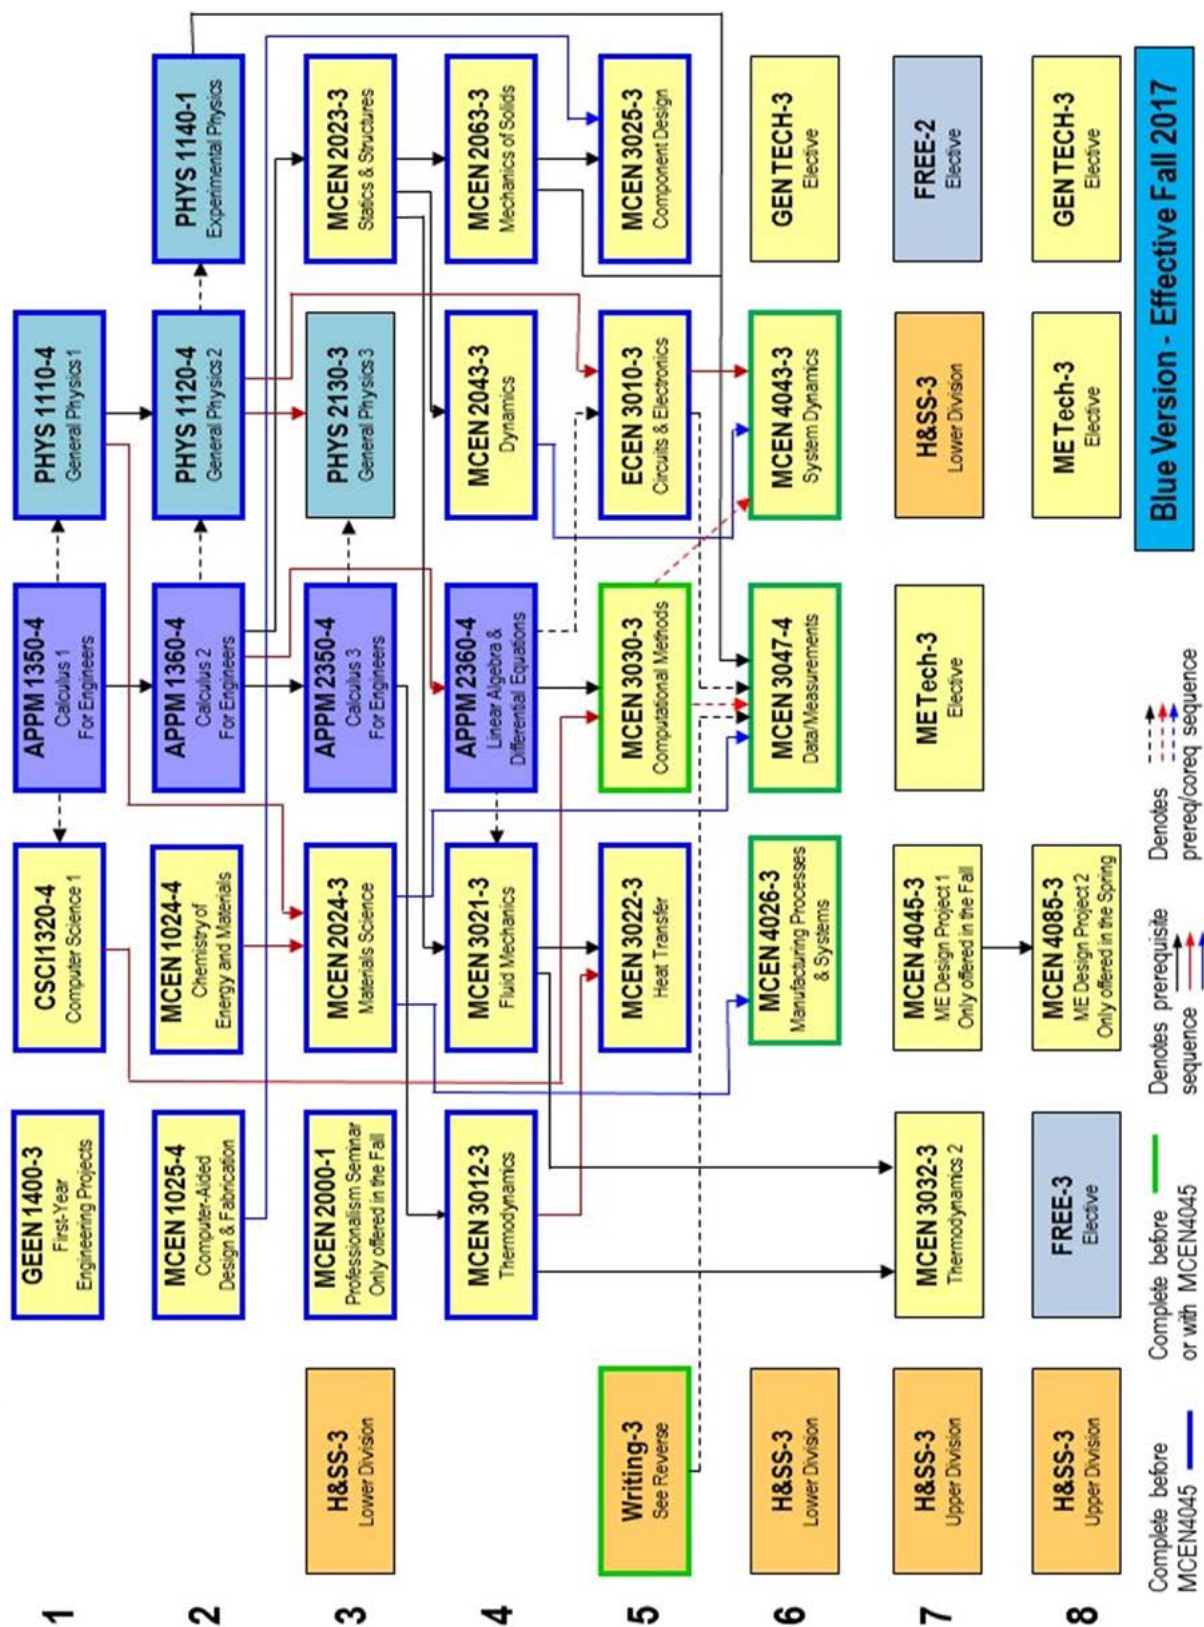 1
GEEN 1400-3
First-Year
Engineering Projects
CSCI1320-4
Computer Science 1
APPM 1350-4
Calculus 1
For Engineers
PHYS 1110-4
General Physics 1
2
MCEN 1025-4
Computer-Aided
Design & Fabrication
MCEN 1024-4
Chemistry of
Energy and Materials
APPM 1360-4
Calculus 2
For Engineers
PHYS 1120-4
General Physics 2
PHYS 1140-1
Experimental Physics
3
H&SS-3
Lower Division
MCEN 2000-1
Professionalism Seminar
Only offered in the Fall
MCEN 2024-3
Materials Science
APPM 2350-4
Calculus 3
For Engineers
PHYS 2130-3
General Physics 3
MCEN 2023-3
Statics & Structures
4
MCEN 3012-3
Thermodynamics
MCEN 3021-3
Fluid Mechanics
APPM 2360-4
Linear Algebra &
Differential Equations
MCEN 2043-3
Dynamics
MCEN 2063-3
Mechanics of Solids
5
Writing-3
See Reverse
MCEN 3022-3
Heat Transfer
MCEN 3030-3
Computational Methods
ECEN 3010-3
Circuits & Electronics
MCEN 3025-3
Component Design
6
H&SS-3
Lower Division
MCEN 4026-3
Manufacturing Processes
& Systems
MCEN 3047-4
Data/Measurements
MCEN 4043-3
System Dynamics
GEN TECH-3
Elective
7
H&SS-3
Upper Division
MCEN 3032-3
Thermodynamics 2
MCEN 4045-3
ME Design Project 1
Only offered in the Fall
METech-3
Elective
H&SS-3
Lower Division
FREE-2
Elective
8
H&SS-3
Upper Division
FREE-3
Elective
MCEN 4085-3
ME Design Project 2
Only offered in the Spring
METech-3
Elective
GEN TECH-3
Elective
Complete before
MCEN4045
Complete before
or with MCEN4045
Denotes prerequisite
sequence
Denotes
prereq/coreq sequence
Blue Version - Effective Fall 2017